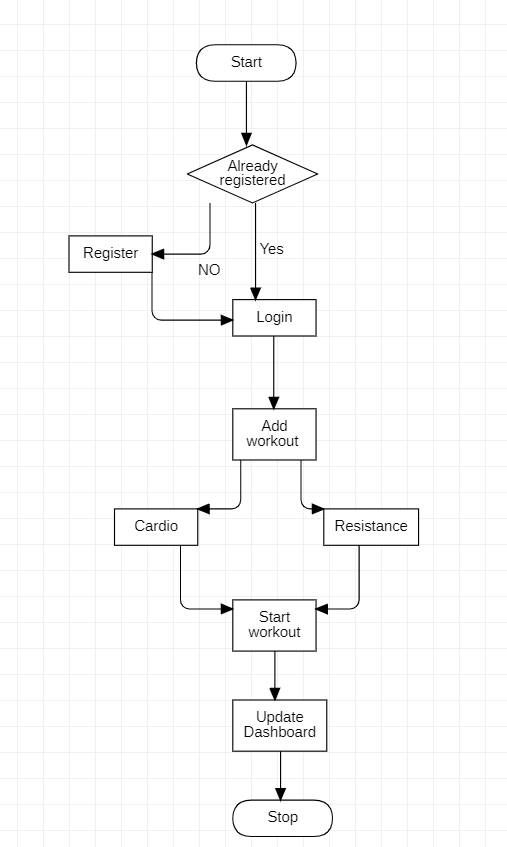 Start
Already
registered
Yes
Register
NO
Login
Add
workout
Cardio
Resistance
Start
workout
Update
Dashboard
Stop